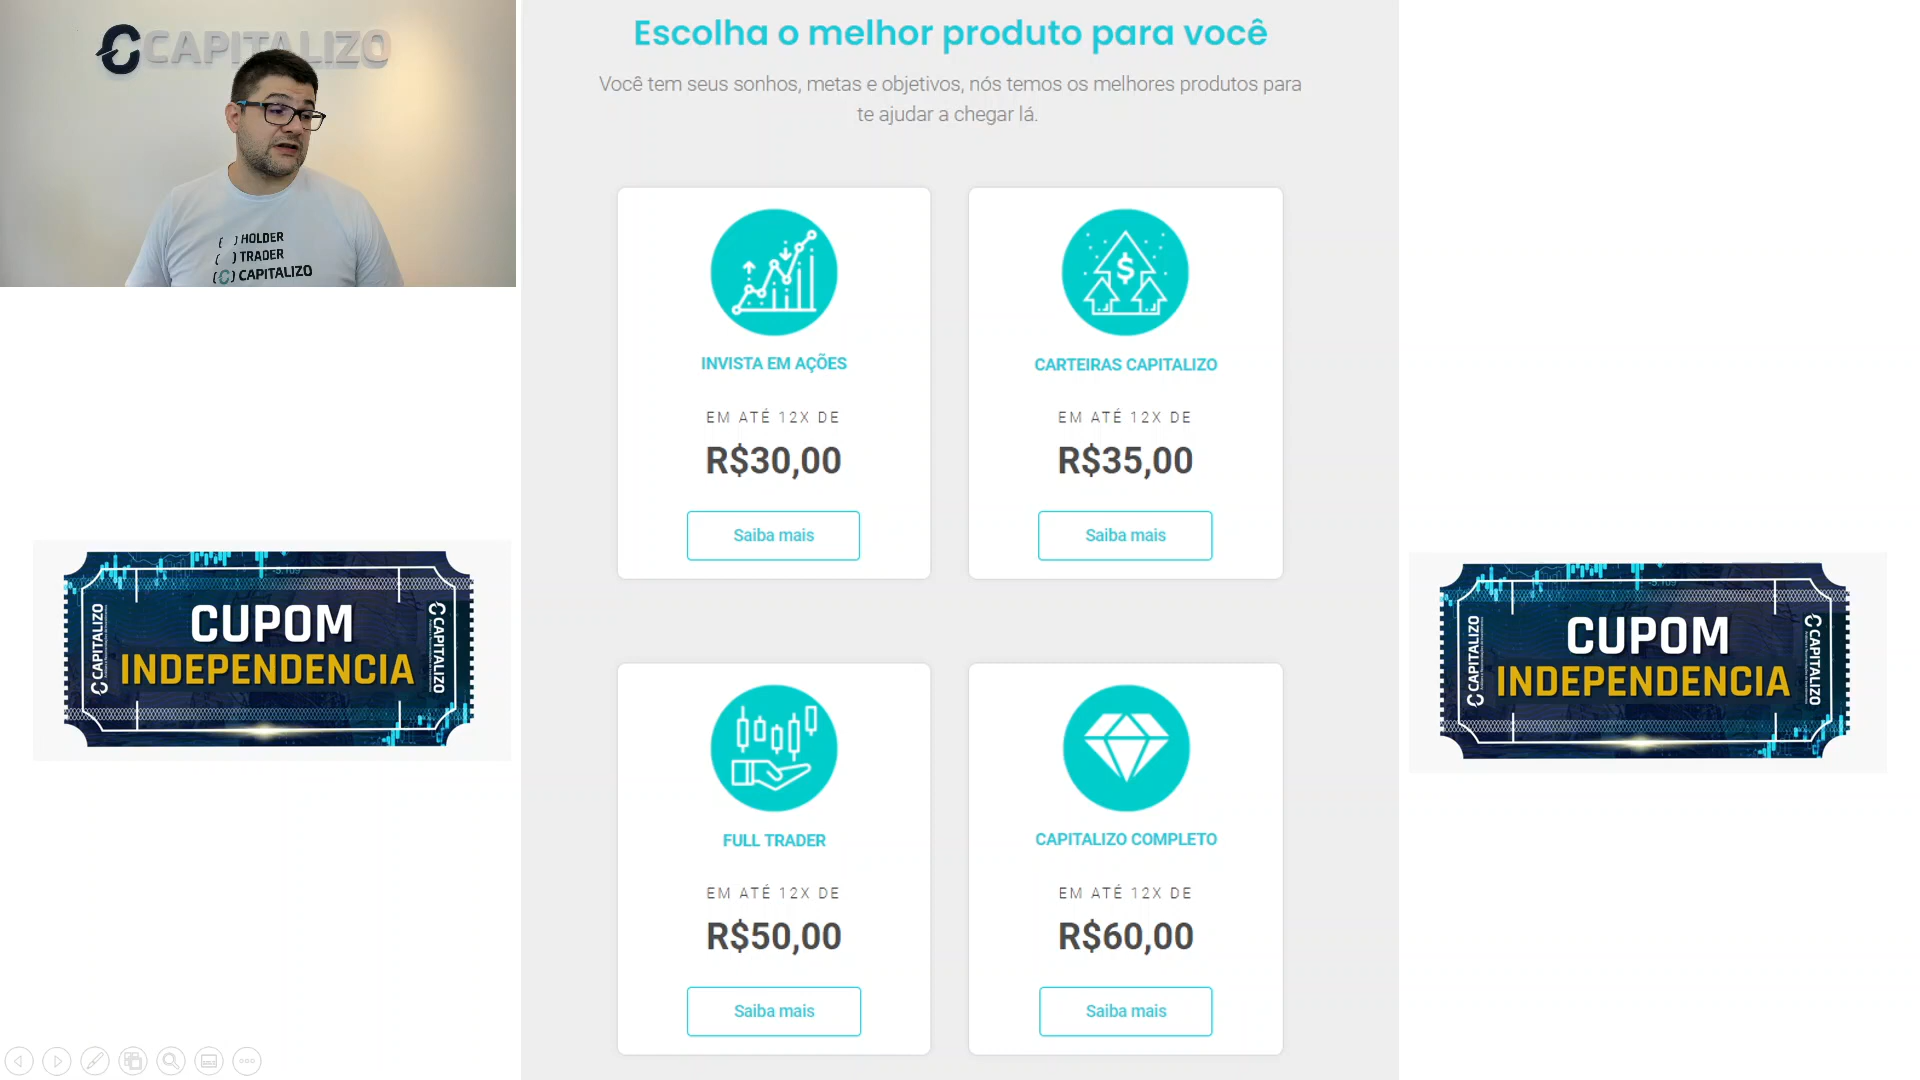 CAPITALIZO
( ) HOLDER
( ) TRADER
( ) CAPITALIZO
Escolha o melhor produto para você
Você tem seus sonhos, metas e objetivos, nós temos os melhores produtos para
te ajudar a chegar lá.
INVISTA EM AÇÕES
EM ATÉ 12X DE
R$30,00
Saiba mais
CARTEIRAS CAPITALIZO
EM ATÉ 12X DE
R$35,00
Saiba mais
FULL TRADER
EM ATÉ 12X DE
R$50,00
Saiba mais
CAPITALIZO COMPLETO
EM ATÉ 12X DE
R$60,00
Saiba mais
CAPITALIZO
CUPOM
INDEPENDENCIA
CAPITALIZO
CAPITALIZO
CUPOM
INDEPENDENCIA
CAPITALIZO